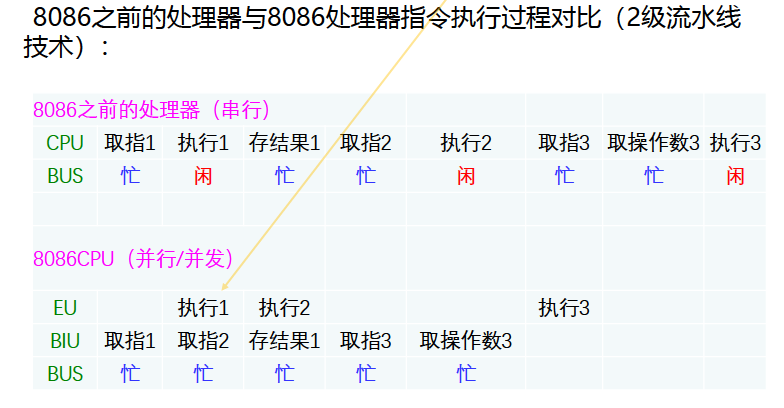 8086之前的处理器与8086处理器指令执行过程对比（2级流水线
技术）：
8086之前的处理器（串行）
CPU 取指1 执行1 存结果1 取指2 执行2 取指3 取操作数3 执行3
BUS 忙 闲 忙 忙 闲 忙 忙 闲
8086CPU（并行/并发）
EU 执行1 执行2 执行3
BIU 取指1 取指2 存结果1 取指3 取操作数3
BUS 忙 忙 忙 忙 忙